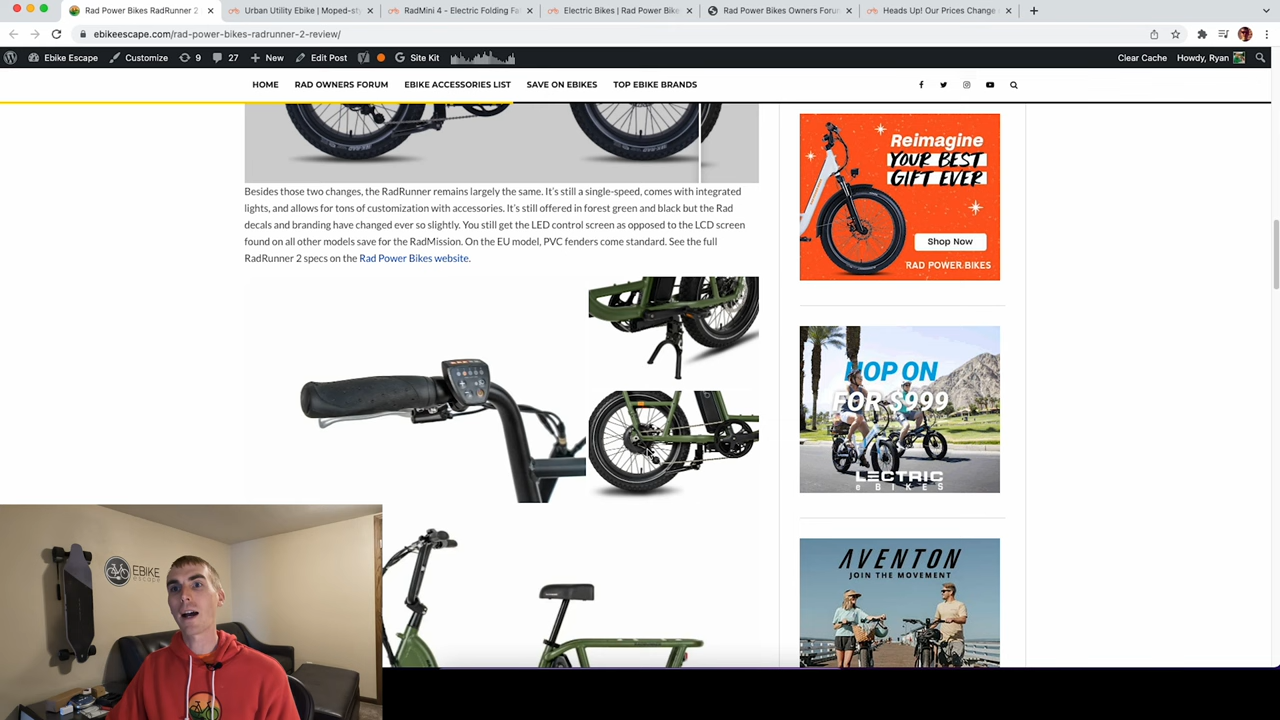 Rad Power Bikes RadRunner 2
Urban Utility Ebike | Moped-st
RadMini 4 - Electric Folding Fa
Electric Bikes | Rad Power Bike
Rad Power Bikes Owners Forum
Heads Up! Our Prices Change
ebikeescape.com/rad-power-bikes-radrunner-2-review/
Ebike Escape Customize 9 27 New Edit Post Site Kit Clear Cache Howdy, Ryan
HOME RAD OWNERS FORUM EBIKE ACCESSORIES LIST SAVE ON EBIKES TOP EBIKE BRANDS
Besides those two changes, the RadRunner remains largely the same. It's still a single-speed, comes with integrated
lights, and allows for tons of customization with accessories. It's still offered in forest green and black but the Rad
decals and branding have changed ever so slightly. You still get the LED control screen as opposed to the LCD screen
found on all other models save for the RadMission. On the EU model, PVC fenders come standard. See the full
RadRunner 2 specs on the Rad Power Bikes website.
Reimagine
YOUR BEST
GIFT EVER
Shop Now
RAD POWER BIKES
HOP ON
FOR $999
LECTRIC
eBIKES
AVENTON
JOIN THE MOVEMENT
EBIKE
escape